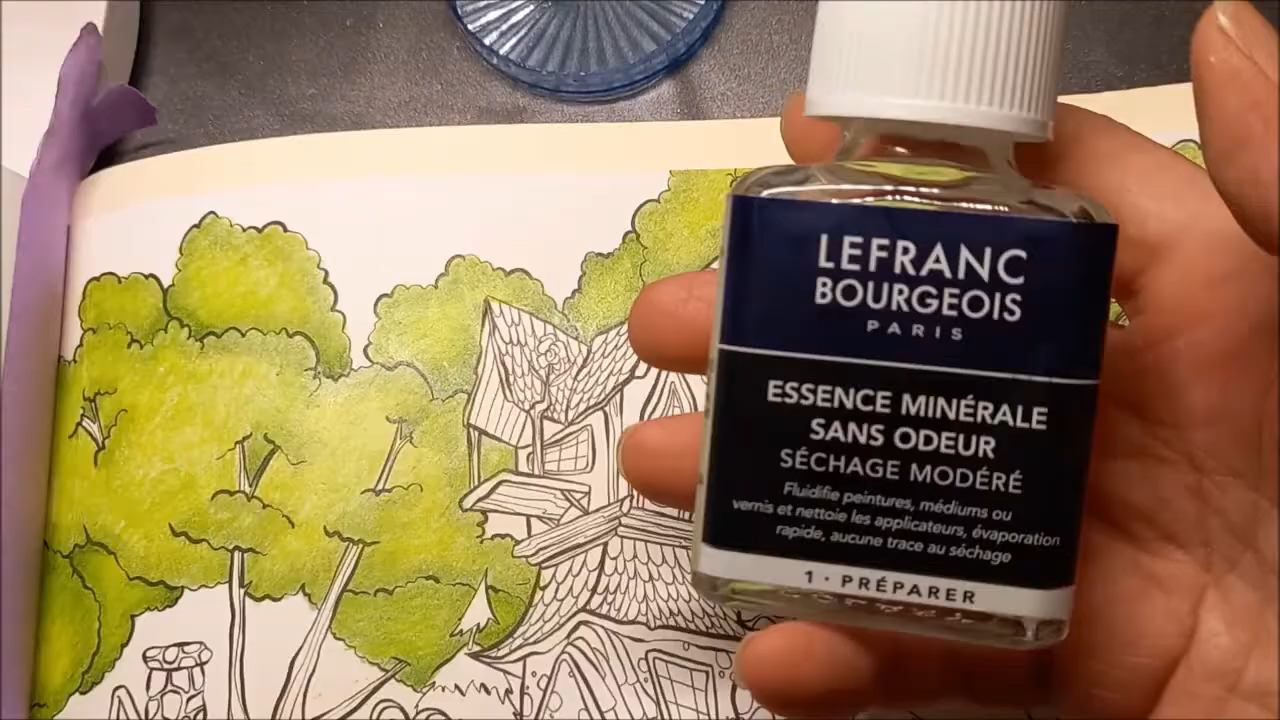 LEFRANC
BOURGEOIS
PARIS
ESSENCE MINÉRALE
SANS ODEUR
SÉCHAGE MODÉRÉ
Fluidifie peintures, médiums ou
vernis et nettoie les applicateurs, évaporation
rapide, aucune trace au séchage
1 · PRÉPARER